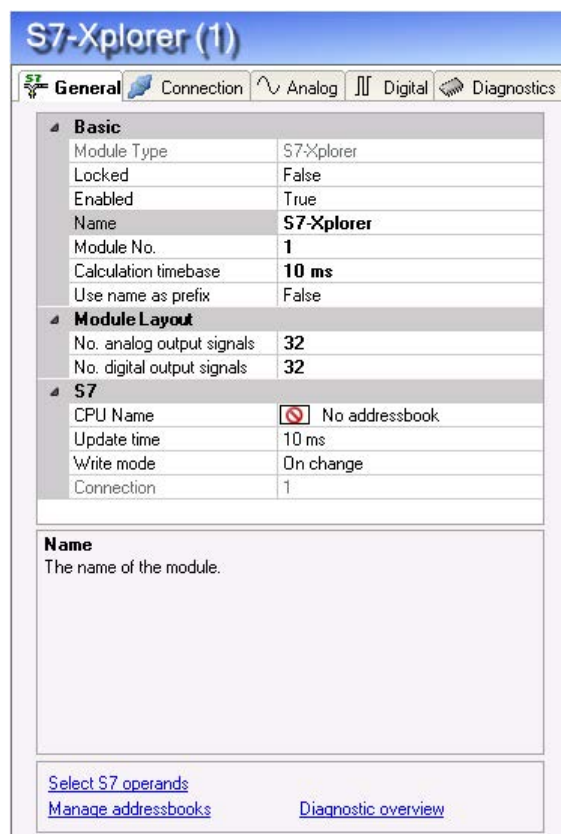 S7-Xplorer (1)
S7 General Connection Analog Digital Diagnostics
Basic
Module Type S7-Xplorer
Locked False
Enabled True
Name S7-Xplorer
Module No. 1
Calculation timebase 10 ms
Use name as prefix False
Module Layout
No. analog output signals 32
No. digital output signals 32
S7
CPU Name No addressbook
Update time 10 ms
Write mode On change
Connection 1
Name
The name of the module.
Select S7 operands
Manage addressbooks Diagnostic overview